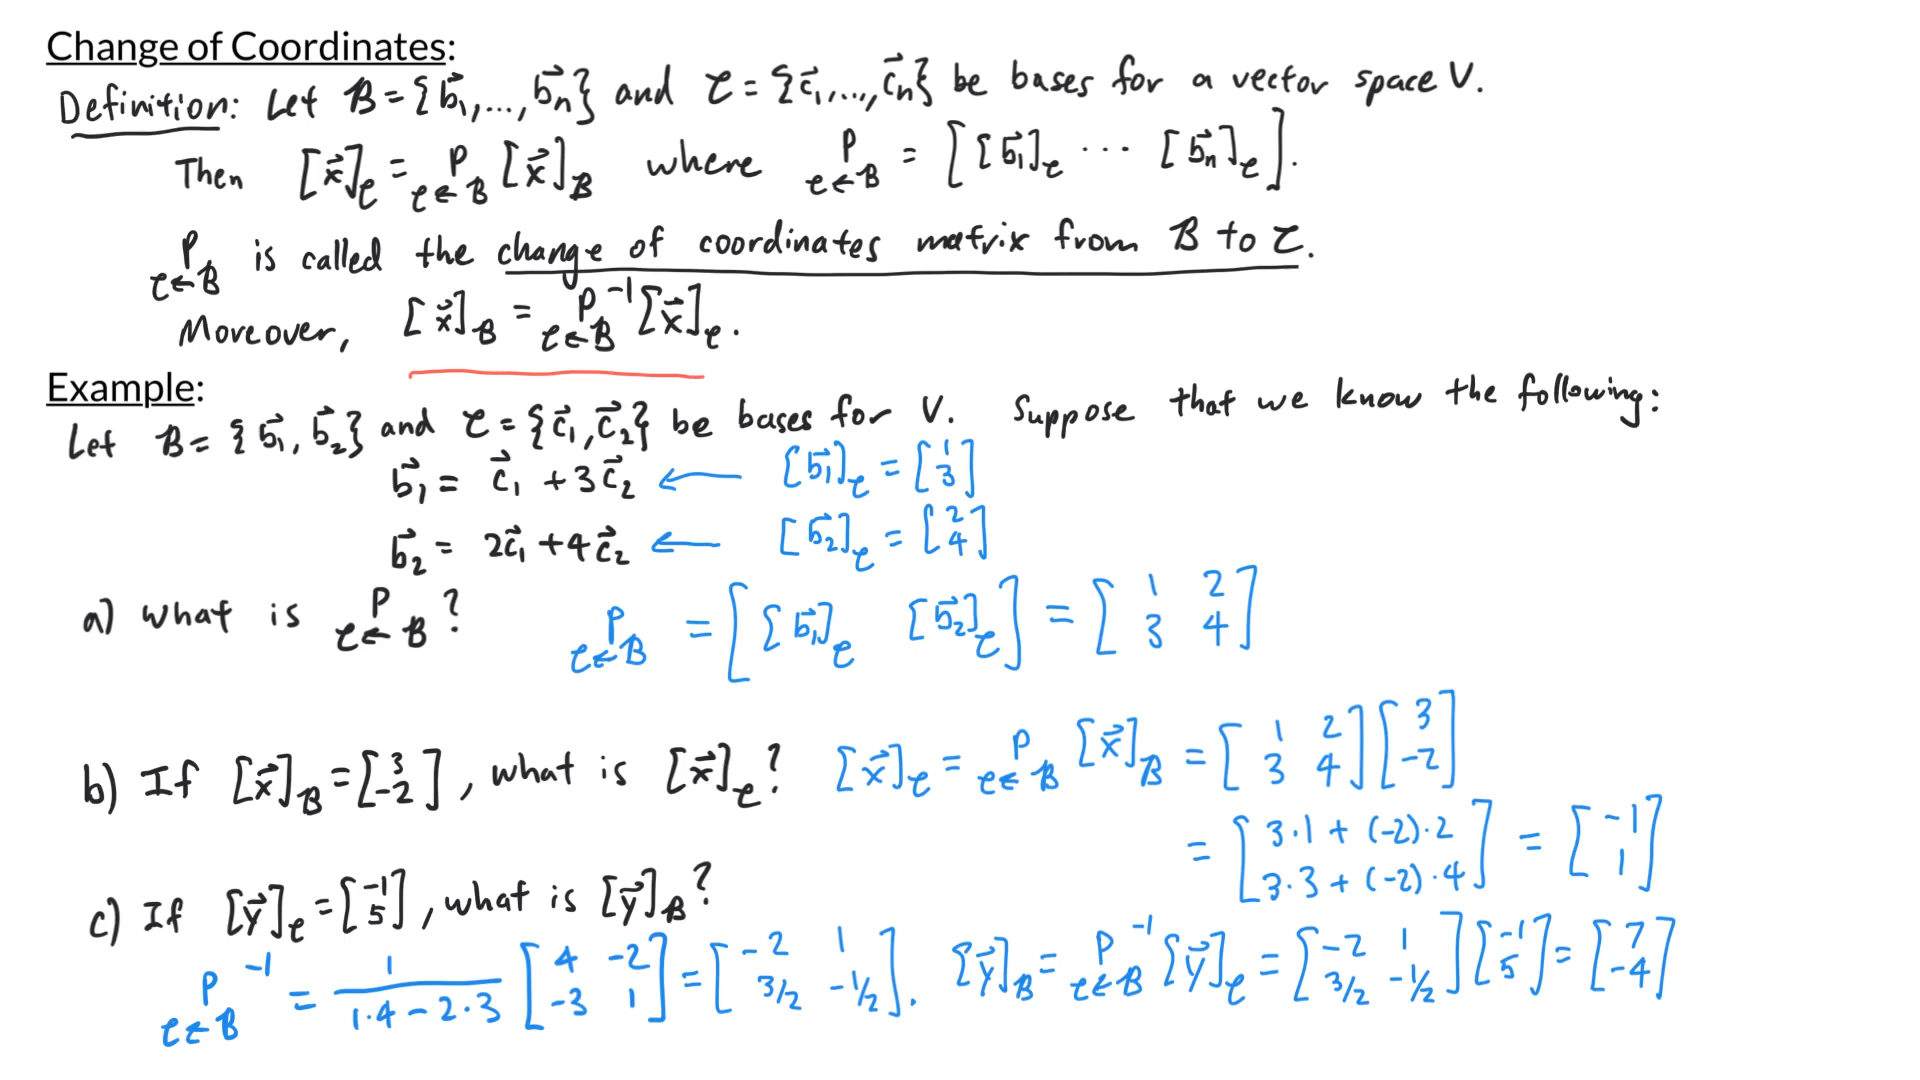 Change of Coordinates:
Definition: Let B = {b⃗₁,...,b⃗ₙ} and C = {c⃗₁,...,c⃗ₙ} be bases for a vector space V.
Then [x⃗]_C = P_{C←B} [x⃗]_B where P_{C←B} = [[b⃗₁]_C ⋯ [b⃗ₙ]_C].
P_{C←B} is called the change of coordinates matrix from B to C.
Moreover, [x⃗]_B = P_{C←B}⁻¹ [x⃗]_C.
Example:
Let B = {b⃗₁, b⃗₂} and C = {c⃗₁, c⃗₂} be bases for V. Suppose that we know the following:
b⃗₁ = c⃗₁ + 3c⃗₂ ← [b⃗₁]_C = [1; 3]
b⃗₂ = 2c⃗₁ + 4c⃗₂ ← [b⃗₂]_C = [2; 4]
a) What is P_{C←B}? P_{C←B} = [[b⃗₁]_C [b⃗₂]_C] = [1 2; 3 4]
b) If [x⃗]_B = [3; -2], what is [x⃗]_C? [x⃗]_C = P_{C←B} [x⃗]_B = [1 2; 3 4][3; -2]
= [3·1 + (-2)·2; 3·3 + (-2)·4] = [-1; 1]
c) If [y⃗]_C = [-1; 5], what is [y⃗]_B?
P_{C←B}⁻¹ = 1/(1·4 - 2·3) [4 -2; -3 1] = [-2 1; 3/2 -1/2]. [y⃗]_B = P_{C←B}⁻¹ [y⃗]_C = [-2 1; 3/2 -1/2][-1; 5] = [7; -4]